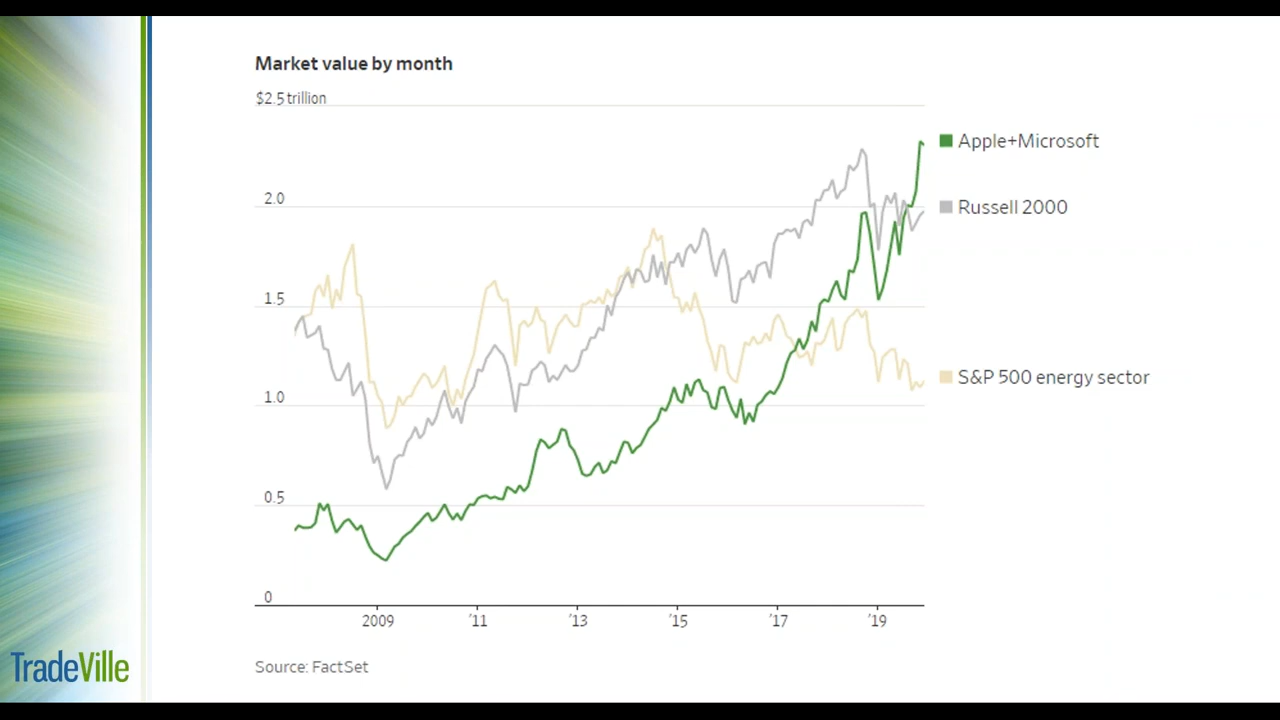 Market value by month
$2.5 trillion
Apple+Microsoft
2.0
Russell 2000
1.5
S&P 500 energy sector
1.0
0.5
0
2009 '11 '13 '15 '17 '19
Source: FactSet
TradeVille